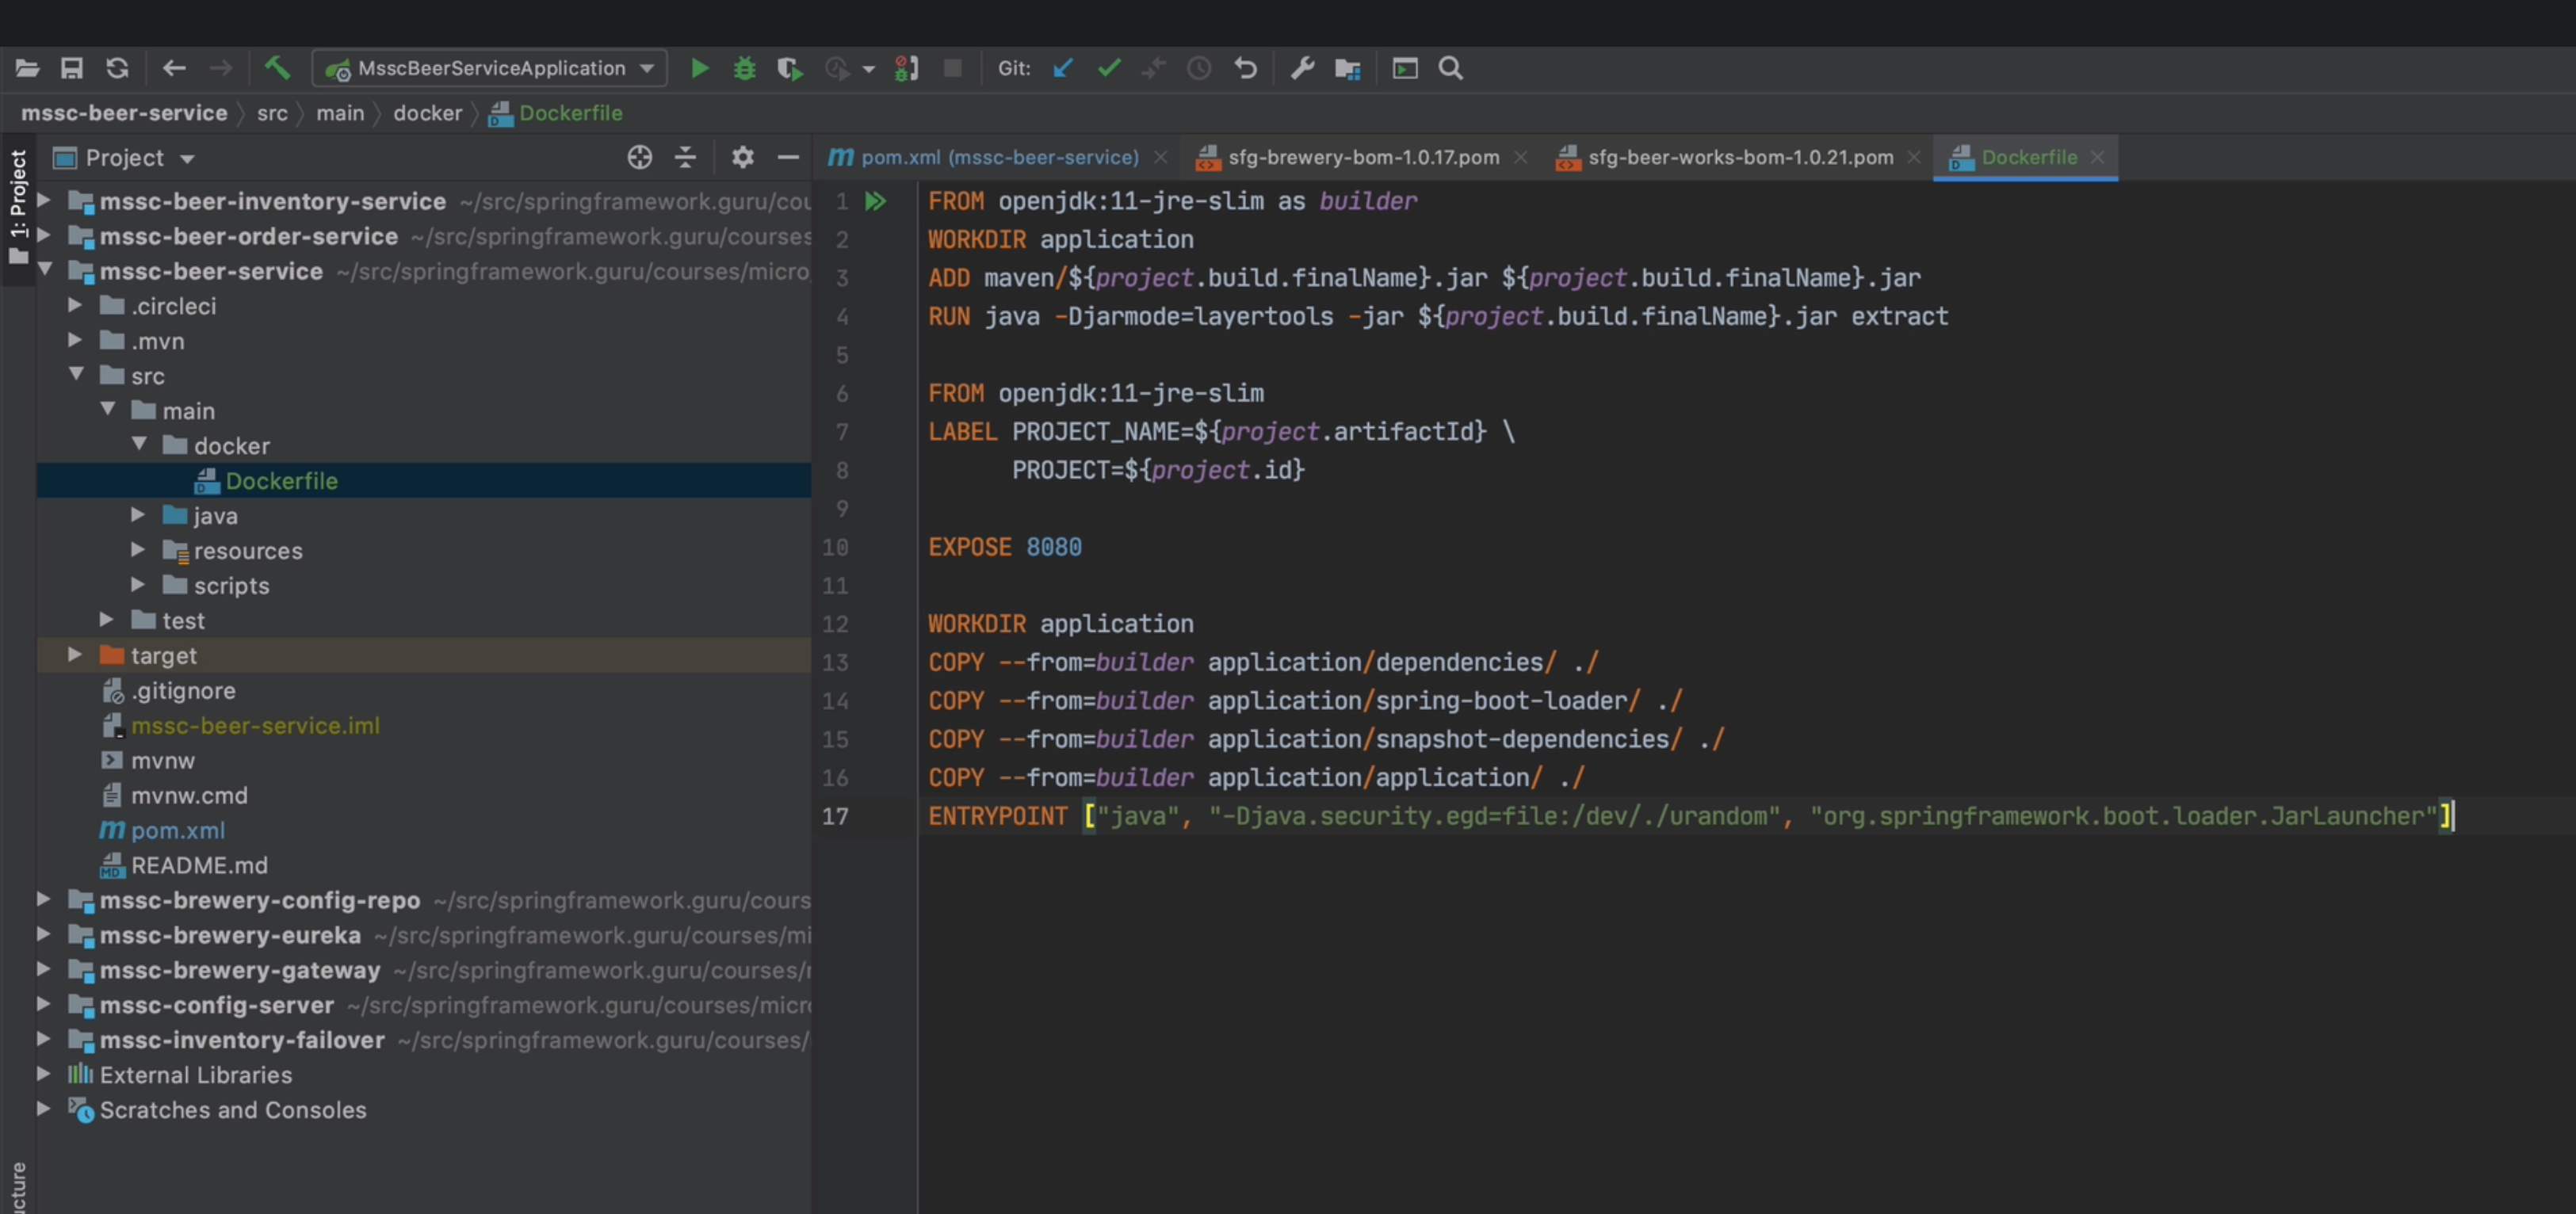 MsscBeerServiceApplication Git:
mssc-beer-service src main docker Dockerfile
1: Project
Project
mssc-beer-inventory-service ~/src/springframework.guru/cou
mssc-beer-order-service ~/src/springframework.guru/courses
mssc-beer-service ~/src/springframework.guru/courses/micro
.circleci
.mvn
src
main
docker
Dockerfile
java
resources
scripts
test
target
.gitignore
mssc-beer-service.iml
mvnw
mvnw.cmd
pom.xml
README.md
mssc-brewery-config-repo ~/src/springframework.guru/cours
mssc-brewery-eureka ~/src/springframework.guru/courses/mi
mssc-brewery-gateway ~/src/springframework.guru/courses/
mssc-config-server ~/src/springframework.guru/courses/micr
mssc-inventory-failover ~/src/springframework.guru/courses/
External Libraries
Scratches and Consoles
ucture
pom.xml (mssc-beer-service) sfg-brewery-bom-1.0.17.pom sfg-beer-works-bom-1.0.21.pom Dockerfile
1 FROM openjdk:11-jre-slim as builder
2 WORKDIR application
3 ADD maven/${project.build.finalName}.jar ${project.build.finalName}.jar
4 RUN java -Djarmode=layertools -jar ${project.build.finalName}.jar extract
5
6 FROM openjdk:11-jre-slim
7 LABEL PROJECT_NAME=${project.artifactId} \
8 PROJECT=${project.id}
9
10 EXPOSE 8080
11
12 WORKDIR application
13 COPY --from=builder application/dependencies/ ./
14 COPY --from=builder application/spring-boot-loader/ ./
15 COPY --from=builder application/snapshot-dependencies/ ./
16 COPY --from=builder application/application/ ./
17 ENTRYPOINT ["java", "-Djava.security.egd=file:/dev/./urandom", "org.springframework.boot.loader.JarLauncher"]